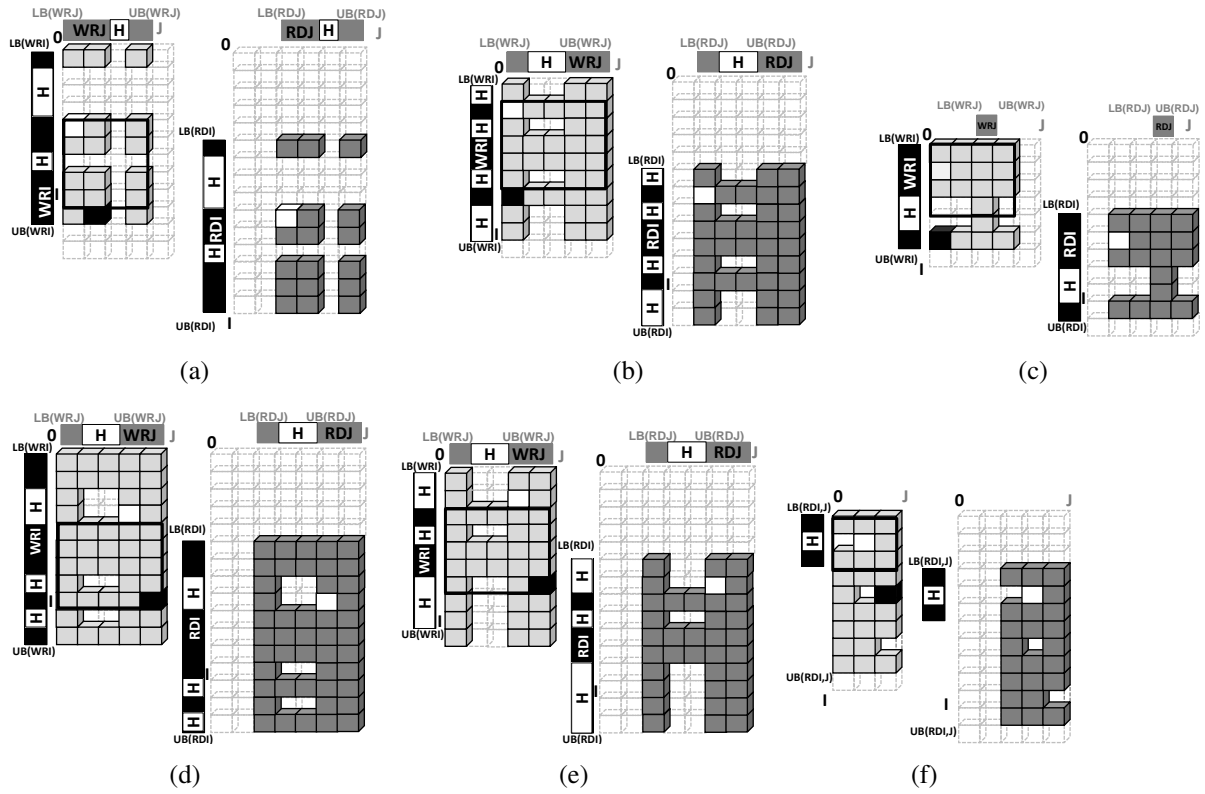 LB(WRJ) UB(WRJ) LB(RDJ) UB(RDJ)
WRJ H J RDJ H J
0 0
LB(WRI)
H
H
WRI
I
UB(WRI)
LB(RDI)
H
RDI
H
UB(RDI) I
(a)
LB(WRJ) UB(WRJ) LB(RDJ) UB(RDJ)
H WRJ J H RDJ J
0 0
LB(WRI)
H
H
WRI
H
H
UB(WRI) I
LB(RDI)
H
H
RDI
H
I
H
UB(RDI)
(b)
LB(WRJ) UB(WRJ) LB(RDJ) UB(RDJ)
WRJ J RDJ J
0 0
LB(WRI)
WRI
H
UB(WRI)
I
LB(RDI)
RDI
H
I
UB(RDI)
(c)
LB(WRJ) UB(WRJ) LB(RDJ) UB(RDJ)
H WRJ J H RDJ J
0 0
LB(WRI)
H
WRI
H
I
H
UB(WRI)
LB(RDI)
H
RDI
I
H
H
UB(RDI)
(d)
LB(WRJ) UB(WRJ) LB(RDJ) UB(RDJ)
H WRJ J H RDJ J
0 0
LB(WRI)
H
H
WRI
H
I
UB(WRI)
LB(RDI)
H
H
RDI
I
H
UB(RDI)
(e)
0 J 0 J
LB(RDI,J)
H
UB(RDI,J)
I
LB(RDI,J)
H
I
UB(RDI,J)
(f)